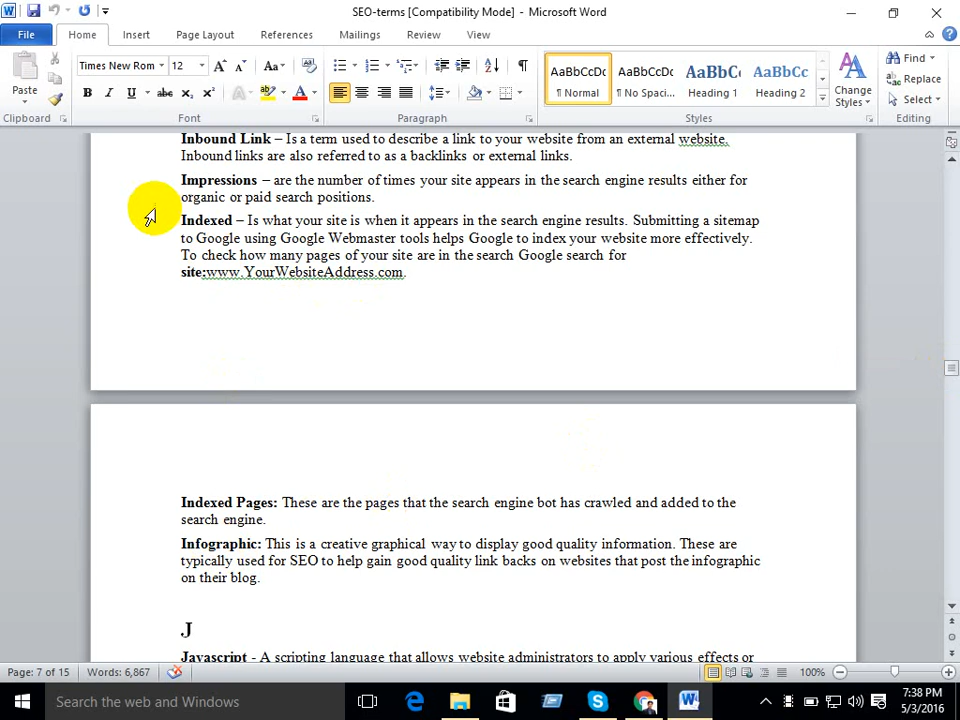 SEO-terms [Compatibility Mode] - Microsoft Word
File Home Insert Page Layout References Mailings Review View
Paste
Times New Rom 12
AaBbCcDc AaBbCcDc AaBbCc AaBbCc
¶ Normal ¶ No Spaci... Heading 1 Heading 2
Change Styles
Find
Replace
Select
Clipboard Font Paragraph Styles Editing
Inbound Link – Is a term used to describe a link to your website from an external website.
Inbound links are also referred to as a backlinks or external links.
Impressions – are the number of times your site appears in the search engine results either for
organic or paid search positions.
Indexed – Is what your site is when it appears in the search engine results. Submitting a sitemap
to Google using Google Webmaster tools helps Google to index your website more effectively.
To check how many pages of your site are in the search Google search for
site:www.YourWebsiteAddress.com.
Indexed Pages: These are the pages that the search engine bot has crawled and added to the
search engine.
Infographic: This is a creative graphical way to display good quality information. These are
typically used for SEO to help gain good quality link backs on websites that post the infographic
on their blog.
J
Javascript - A scripting language that allows website administrators to apply various effects or
Page: 7 of 15 Words: 6,867 100%
Search the web and Windows
7:38 PM
5/3/2016